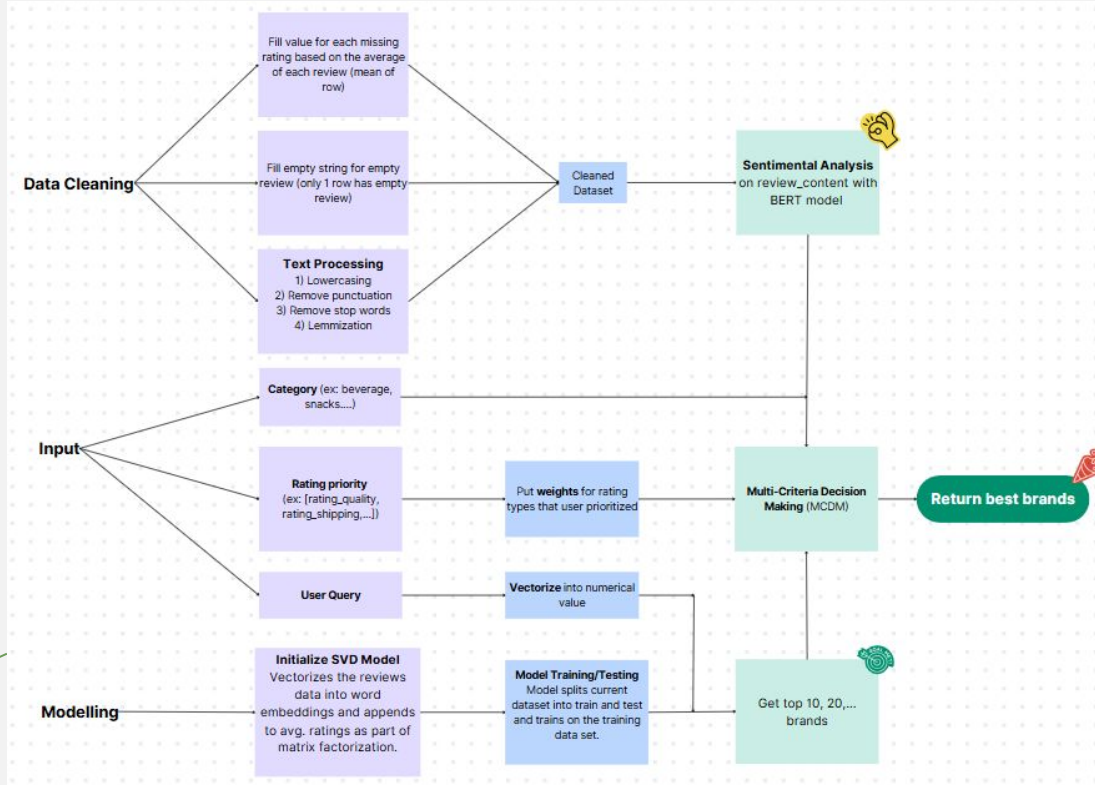 Fill value for each missing
rating based on the average
of each review (mean of
row)
Data Cleaning
Fill empty string for empty
review (only 1 row has empty
review)
Text Processing
1) Lowercasing
2) Remove punctuation
3) Remove stop words
4) Lemmization
Cleaned
Dataset
Sentimental Analysis
on review_content with
BERT model
Input
Category (ex: beverage,
snacks....)
Rating priority
(ex: [rating_quality,
rating_shipping,...])
Put weights for rating
types that user prioritized
Multi-Criteria Decision
Making (MCDM)
Return best brands
User Query
Vectorize into numerical
value
Modelling
Initialize SVD Model
Vectorizes the reviews
data into word
embeddings and appends
to avg. ratings as part of
matrix factorization.
Model Training/Testing
Model splits current
dataset into train and test
and trains on the training
data set.
Get top 10, 20,...
brands